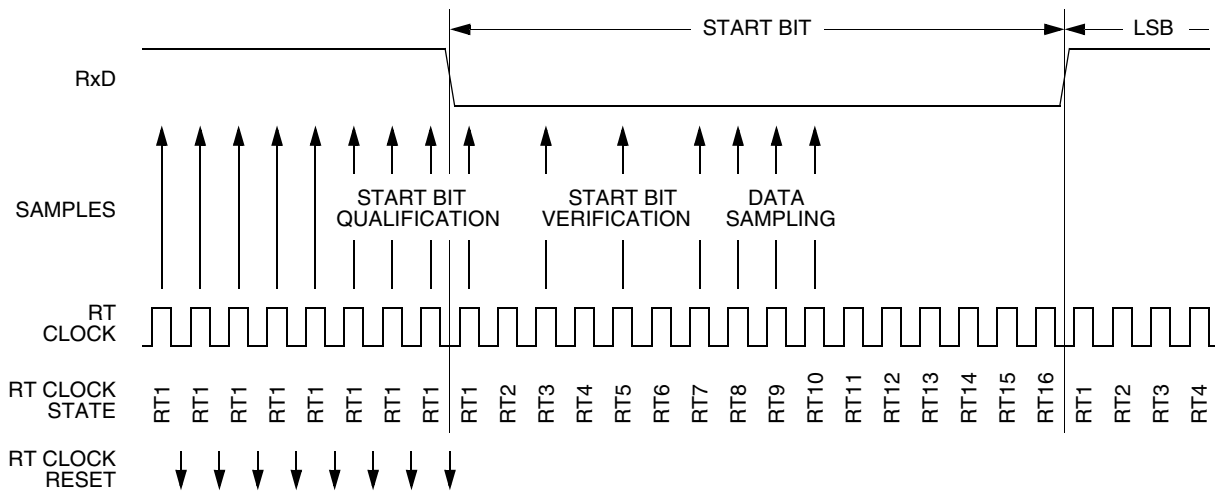 START BIT
LSB
RxD
SAMPLES
START BIT
QUALIFICATION
START BIT
VERIFICATION
DATA
SAMPLING
RT
CLOCK
RT CLOCK
STATE
RT1 RT1 RT1 RT1 RT1 RT1 RT1 RT1 RT1 RT2 RT3 RT4 RT5 RT6 RT7 RT8 RT9 RT10 RT11 RT12 RT13 RT14 RT15 RT16 RT1 RT2 RT3 RT4
RT CLOCK
RESET